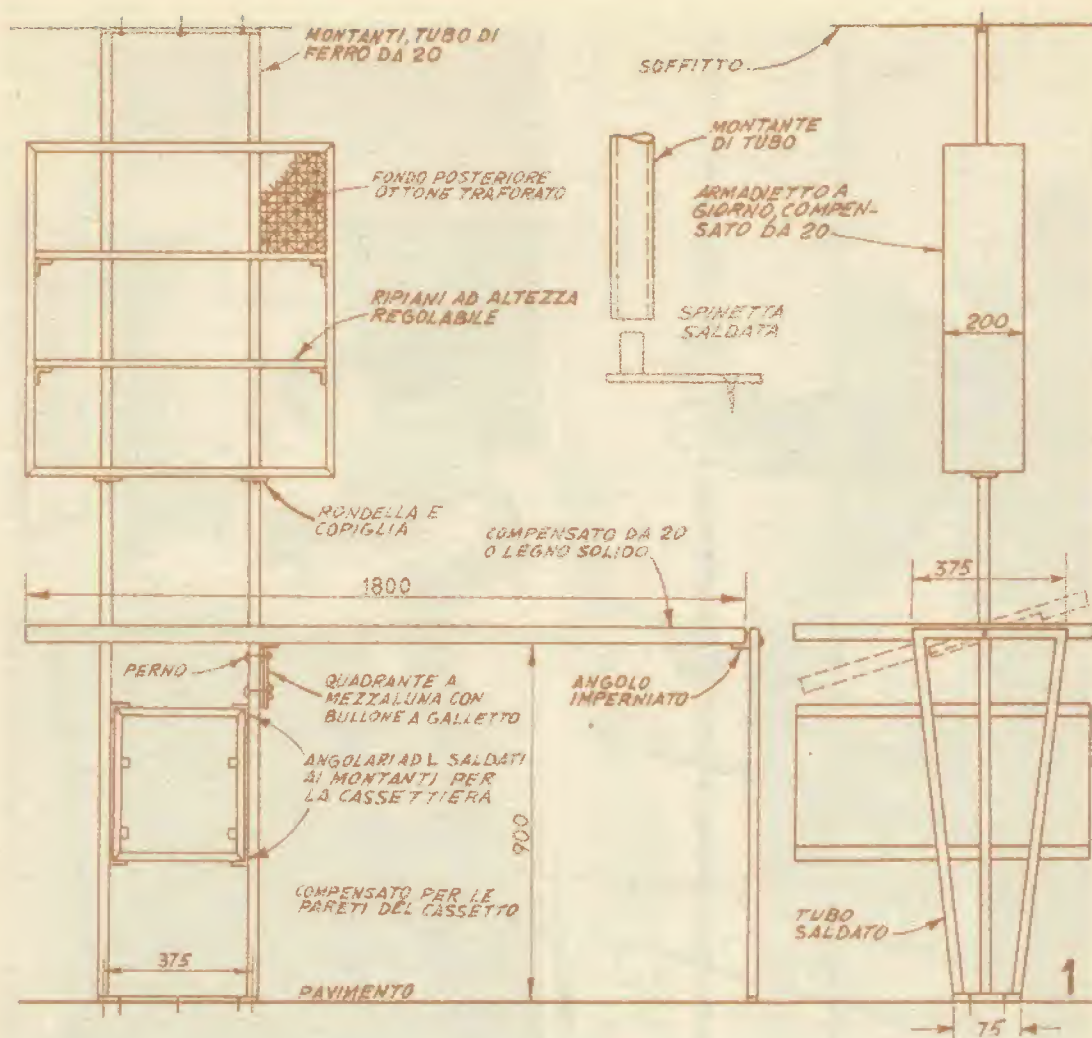 MONTANTI, TUBO DI
FERRO DA 20
SOFFITTO
MONTANTE
DI TUBO
FONDO POSTERIORE
OTTONE TRAFORATO
ARMADIETTO A
GIORNO, COMPEN-
SATO DA 20
RIPIANI AD ALTEZZA
REGOLABILE
SPINETTA
SALDATA
200
RONDELLA E
COPIGLIA
COMPENSATO DA 20
O LEGNO SOLIDO
1800
375
PERNO
QUADRANTE A
MEZZALUNA CON
BULLONE A GALLETTO
ANGOLO
IMPERNIATO
ANGOLARI AD L SALDATI
AI MONTANTI PER
LA CASSETTIERA
900
COMPENSATO PER LE
PARETI DEL CASSETTO
TUBO
SALDATO
375
PAVIMENTO
1
75